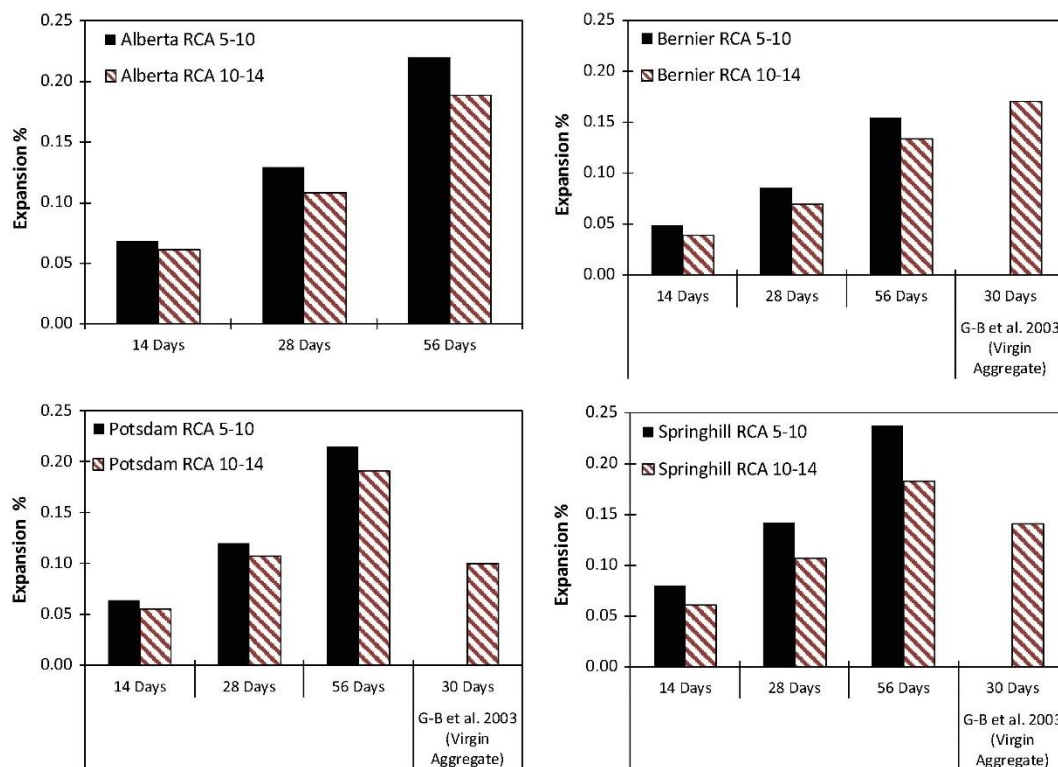 0.25
0.20
0.15
0.10
0.05
0.00
Expansion %
Alberta RCA 5-10
Alberta RCA 10-14
14 Days
28 Days
56 Days
0.25
0.20
0.15
0.10
0.05
0.00
Expansion %
Bernier RCA 5-10
Bernier RCA 10-14
14 Days
28 Days
56 Days
30 Days
G-B et al. 2003
(Virgin
Aggregate)
0.25
0.20
0.15
0.10
0.05
0.00
Expansion %
Potsdam RCA 5-10
Potsdam RCA 10-14
14 Days
28 Days
56 Days
30 Days
G-B et al. 2003
(Virgin
Aggregate)
0.25
0.20
0.15
0.10
0.05
0.00
Expansion %
Springhill RCA 5-10
Springhill RCA 10-14
14 Days
28 Days
56 Days
30 Days
G-B et al. 2003
(Virgin
Aggregate)